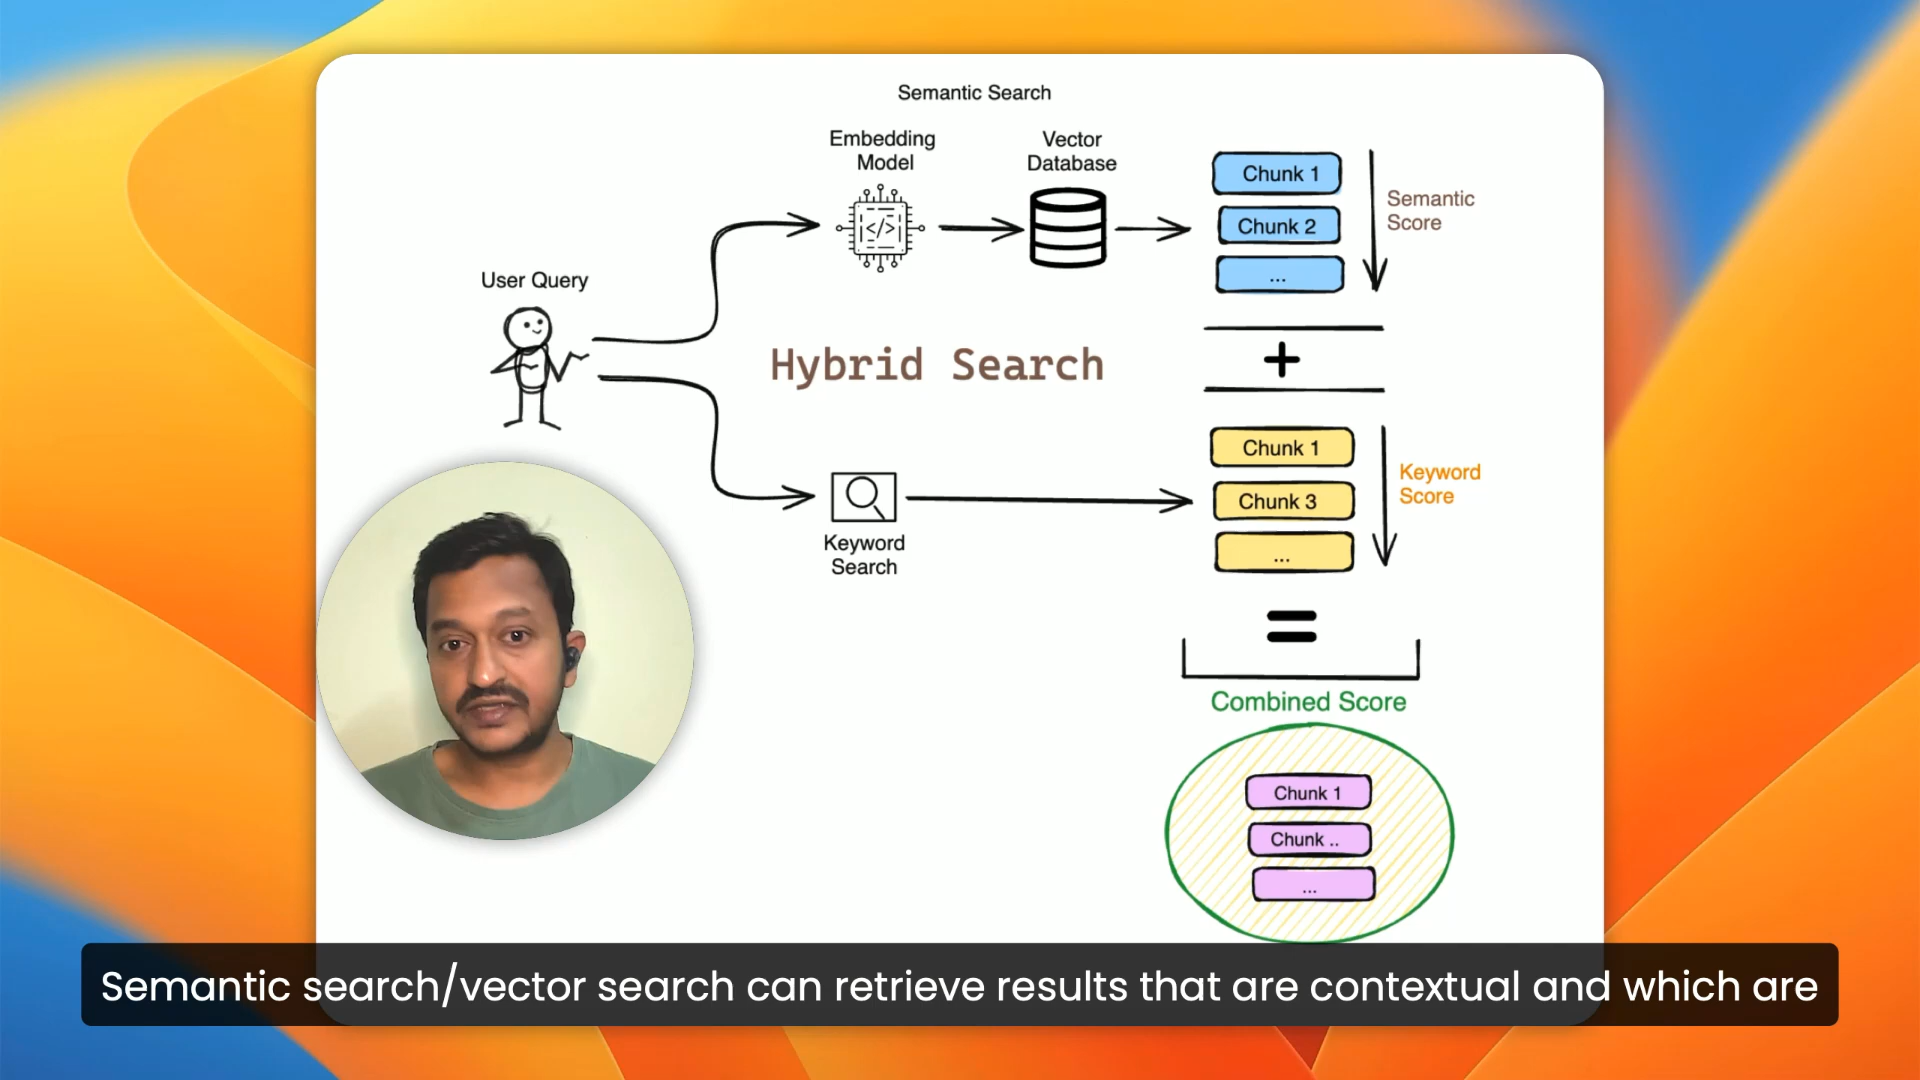 Semantic Search
Embedding
Model
Vector
Database
</>
Chunk 1
Chunk 2
...
Semantic
Score
User Query
Hybrid Search
+
Chunk 1
Chunk 3
...
Keyword
Score
Keyword
Search
=
Combined Score
Chunk 1
Chunk ..
...
Semantic search/vector search can retrieve results that are contextual and which are